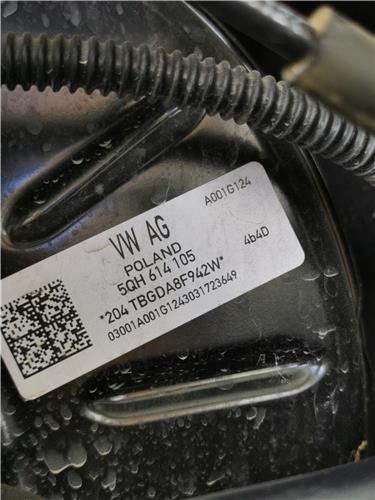 A001G124
VW AG
POLAND
5QH 614 105
4b4D
*204 TBGDA8F942W*
03001A001G1243031723649